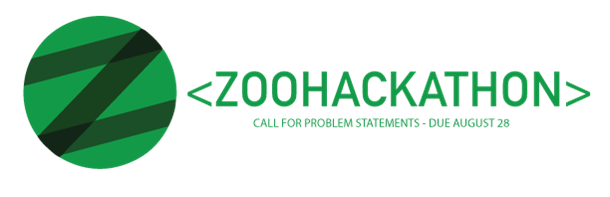 <ZOOHACKATHON>
CALL FOR PROBLEM STATEMENTS - DUE AUGUST 28